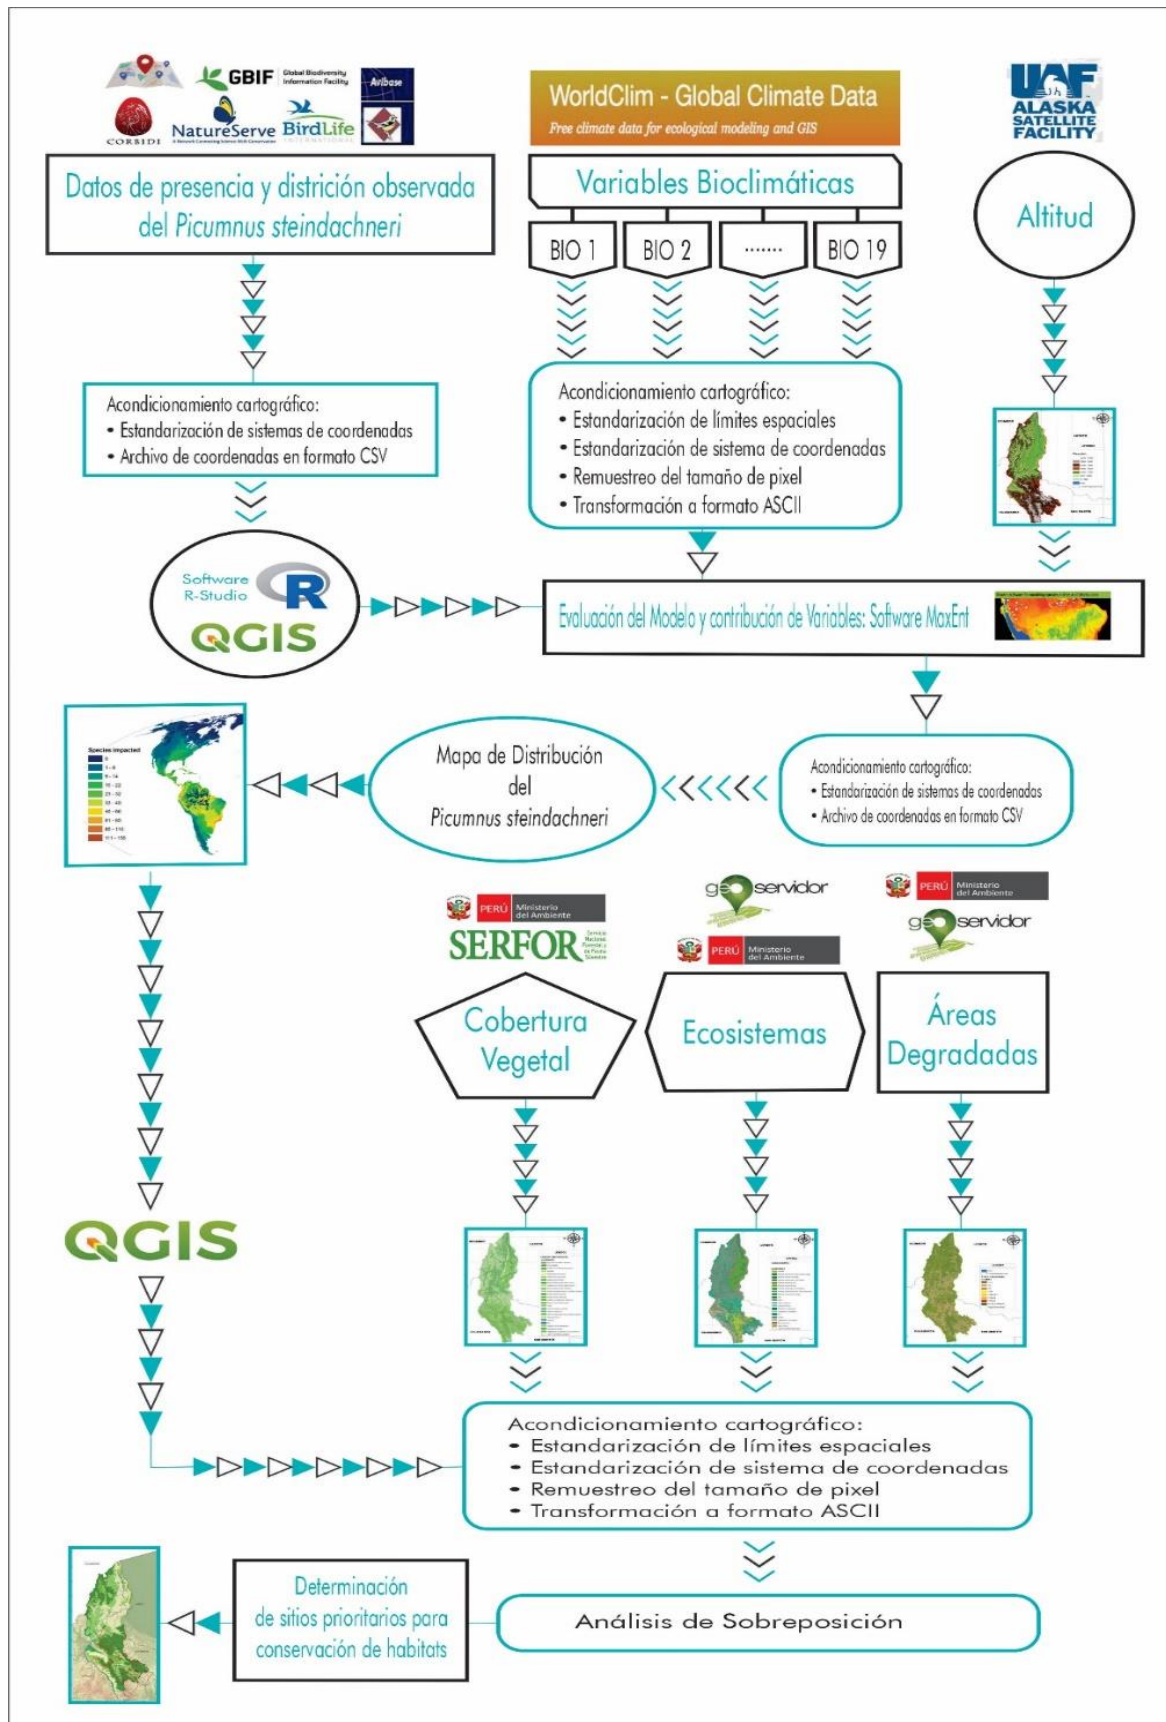 GBIF
Global Biodiversity
Information Facility
Avibase
CORBIDI
NatureServe
BirdLife
INTERNATIONAL
WorldClim - Global Climate Data
Free climate data for ecological modeling and GIS
UAF
ALASKA
SATELLITE
FACILITY
Datos de presencia y districión observada
del Picumnus steindachneri
Variables Bioclimáticas
BIO 1
BIO 2
.......
BIO 19
Altitud
Acondicionamiento cartográfico:
• Estandarización de sistemas de coordenadas
• Archivo de coordenadas en formato CSV
Acondicionamiento cartográfico:
• Estandarización de límites espaciales
• Estandarización de sistema de coordenadas
• Remuestreo del tamaño de pixel
• Transformación a formato ASCII
Software
R-Studio
R
QGIS
Evaluación del Modelo y contribución de Variables: Software MaxEnt
Species Impacted
0
Mapa de Distribución
del
Picumnus steindachneri
Acondicionamiento cartográfico:
• Estandarización de sistemas de coordenadas
• Archivo de coordenadas en formato CSV
PERÚ
Ministerio
del Ambiente
SERFOR
Servicio
Nacional
Forestal y
de Fauna
Silvestre
geoservidor
PERÚ
Ministerio
del Ambiente
PERÚ
Ministerio
del Ambiente
geoservidor
Cobertura
Vegetal
Ecosistemas
Áreas
Degradadas
QGIS
Acondicionamiento cartográfico:
• Estandarización de límites espaciales
• Estandarización de sistema de coordenadas
• Remuestreo del tamaño de pixel
• Transformación a formato ASCII
Determinación
de sitios prioritarios para
conservación de habitats
Análisis de Sobreposición